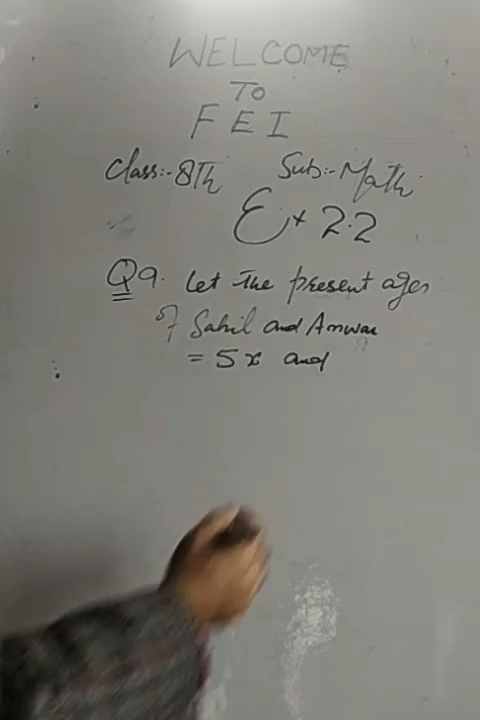 WELCOME
TO
FEI
Class:- 8Th Sub:- Math
Ex 2.2
Q9. Let the present ages
of Sahil and Anwar
= 5x and